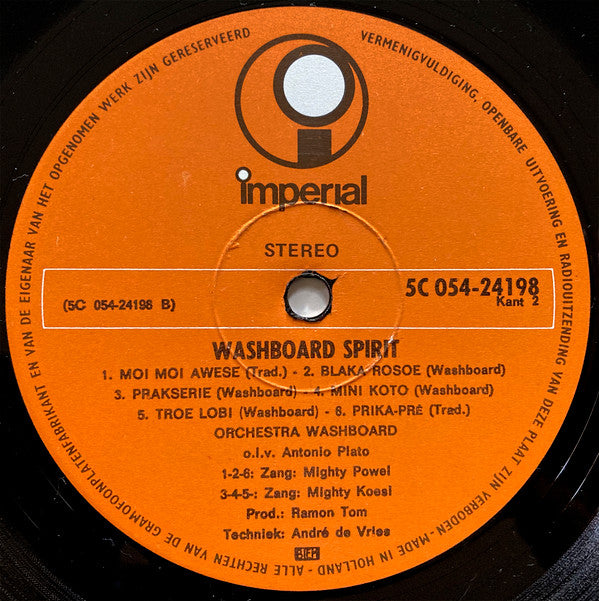 imperial
STEREO
5C 054-24198
Kant 2
(5C 054-24198 B)
WASHBOARD SPIRIT
1. MOI MOI AWESE (Trad.) - 2. BLAKA ROSOE (Washboard)
3. PRAKSERIE (Washboard) - 4. MINI KOTO (Washboard)
5. TROE LOBI (Washboard) - 6. PRIKA-PRÉ (Trad.)
ORCHESTRA WASHBOARD
o.l.v. Antonio Plato
1-2-6: Zang: Mighty Powel
3-4-5-: Zang: Mighty Koesi
Prod.: Ramon Tom
Techniek: André de Vries
MADE IN HOLLAND - ALLE RECHTEN VAN DE GRAMOFOONPLATENFABRIKANT EN VAN DE EIGENAAR VAN HET OPGENOMEN WERK ZIJN GERESERVEERD VERMENIGVULDIGING, OPENBARE UITVOERING EN RADIOUITZENDING VAN DEZE PLAAT ZIJN VERBODEN -